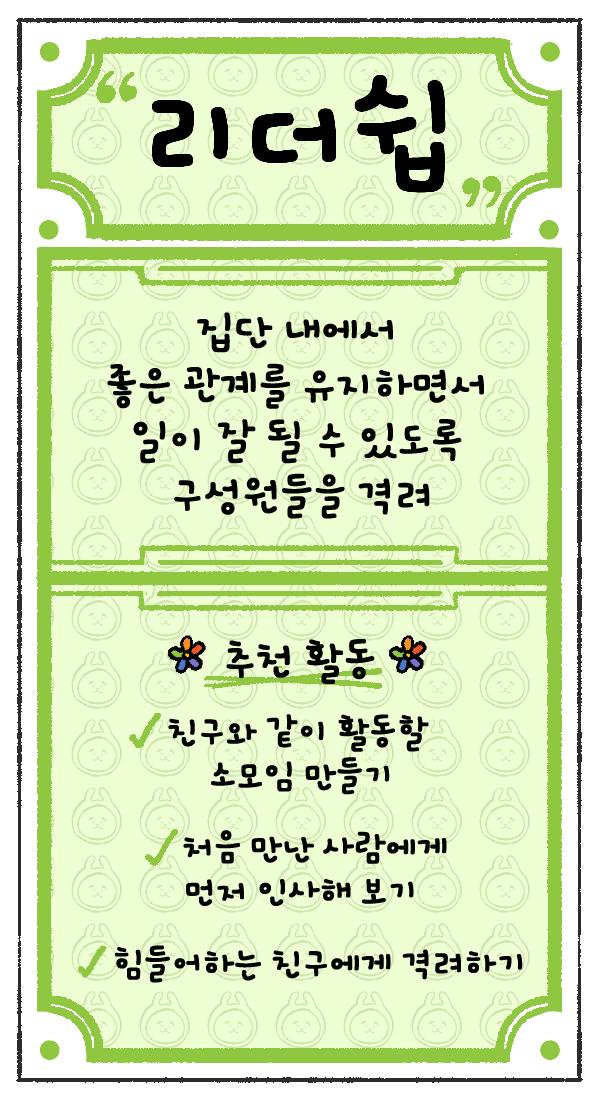 “리더쉽”
집단 내에서
좋은 관계를 유지하면서
일이 잘 될 수 있도록
구성원들을 격려
추천 활동
✓ 친구와 같이 활동할
소모임 만들기
✓ 처음 만난 사람에게
먼저 인사해 보기
✓ 힘들어하는 친구에게 격려하기